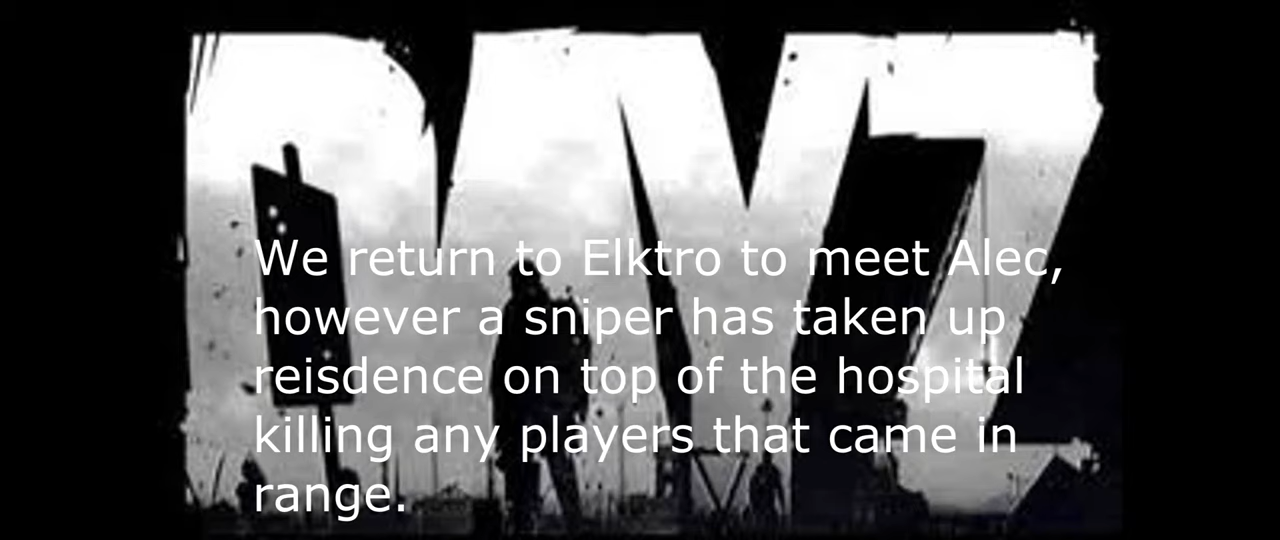 DAYZ
We return to Elktro to meet Alec,
however a sniper has taken up
reisdence on top of the hospital
killing any players that came in
range.